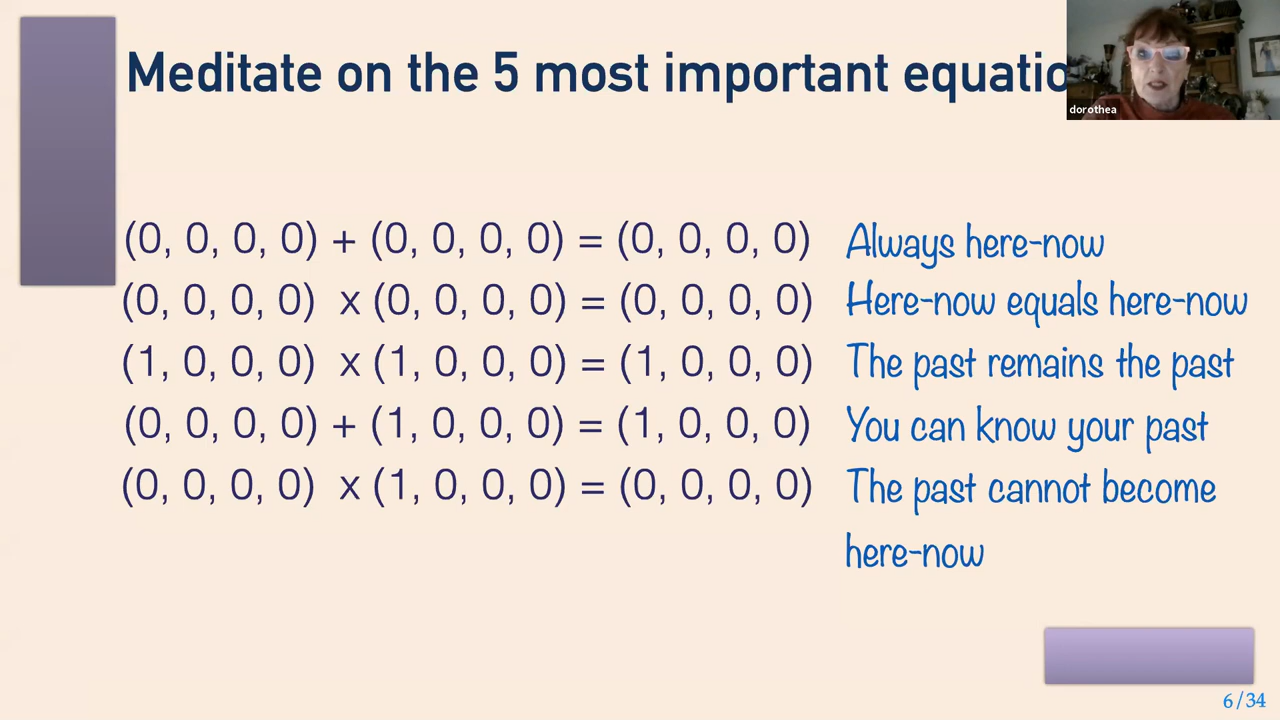 Meditate on the 5 most important equatio
dorothea
(0, 0, 0, 0) + (0, 0, 0, 0) = (0, 0, 0, 0) Always here-now
(0, 0, 0, 0) x (0, 0, 0, 0) = (0, 0, 0, 0) Here-now equals here-now
(1, 0, 0, 0) x (1, 0, 0, 0) = (1, 0, 0, 0) The past remains the past
(0, 0, 0, 0) + (1, 0, 0, 0) = (1, 0, 0, 0) You can know your past
(0, 0, 0, 0) x (1, 0, 0, 0) = (0, 0, 0, 0) The past cannot become
here-now
6/34